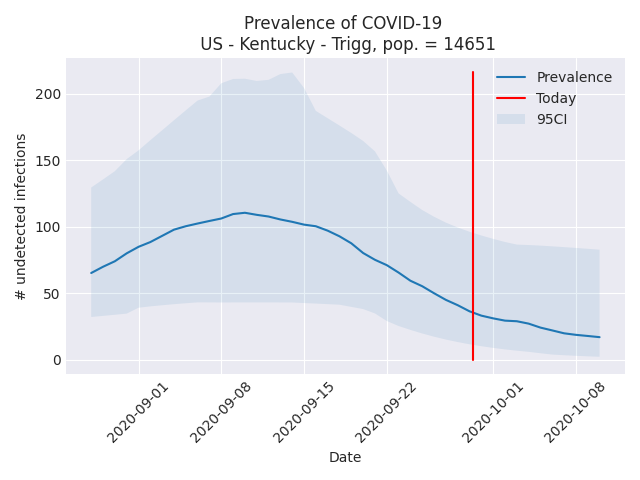 Prevalence of COVID-19
US - Kentucky - Trigg, pop. = 14651
Prevalence
Today
95CI
# undetected infections
200
150
100
50
0
2020-09-01
2020-09-08
2020-09-15
2020-09-22
2020-10-01
2020-10-08
Date